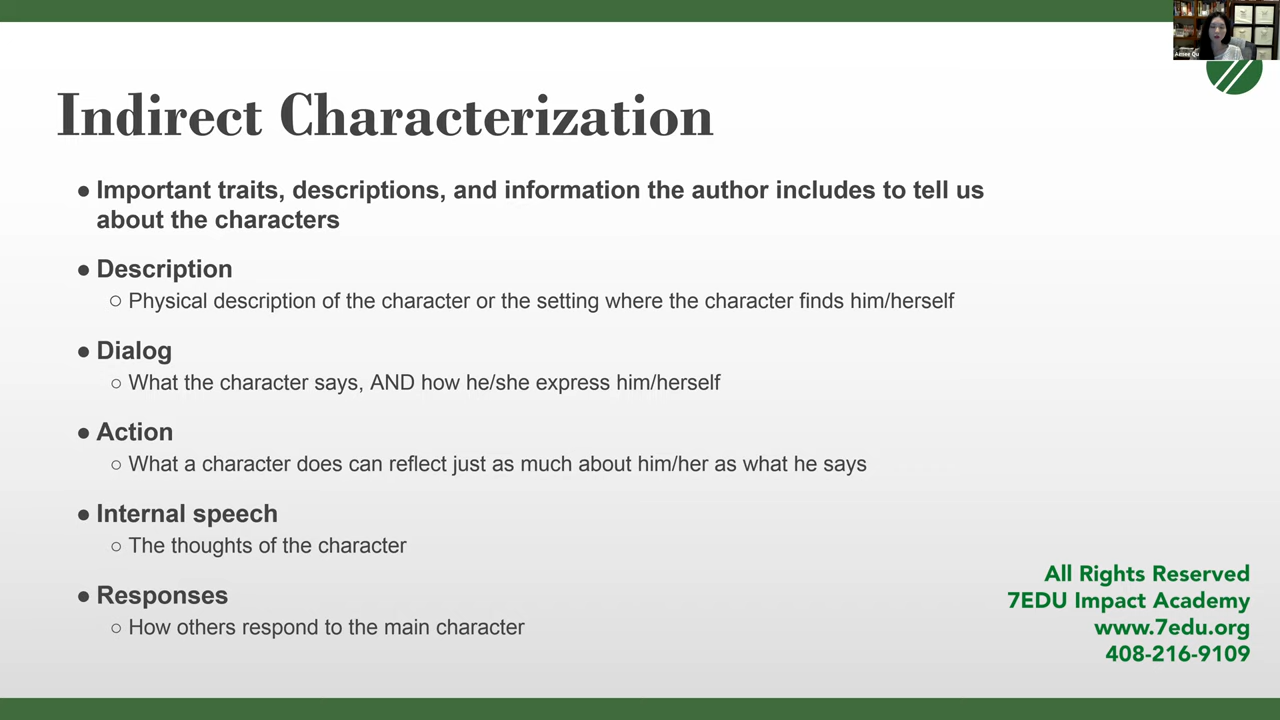 Indirect Characterization
● Important traits, descriptions, and information the author includes to tell us
about the characters
● Description
○ Physical description of the character or the setting where the character finds him/herself
● Dialog
○ What the character says, AND how he/she express him/herself
● Action
○ What a character does can reflect just as much about him/her as what he says
● Internal speech
○ The thoughts of the character
● Responses
○ How others respond to the main character
All Rights Reserved
7EDU Impact Academy
www.7edu.org
408-216-9109